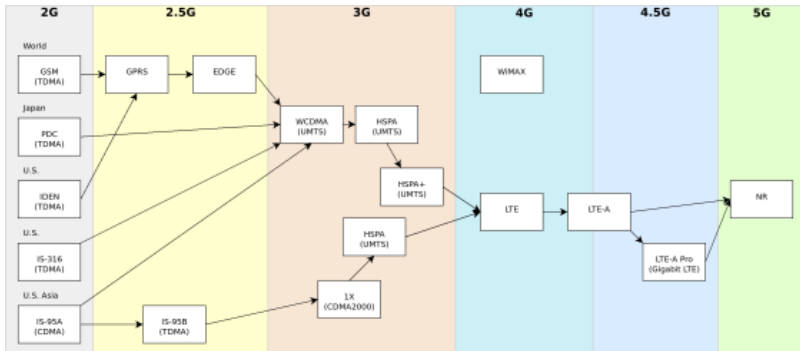 2G
2.5G
3G
4G
4.5G
5G
World
GSM
(TDMA)
GPRS
EDGE
WiMAX
Japan
PDC
(TDMA)
WCDMA
(UMTS)
HSPA
(UMTS)
U.S.
IDEN
(TDMA)
HSPA+
(UMTS)
LTE
LTE-A
NR
U.S.
IS-316
(TDMA)
HSPA
(UMTS)
LTE-A Pro
(Gigabit LTE)
U.S. Asia
IS-95A
(CDMA)
IS-95B
(TDMA)
1X
(CDMA2000)